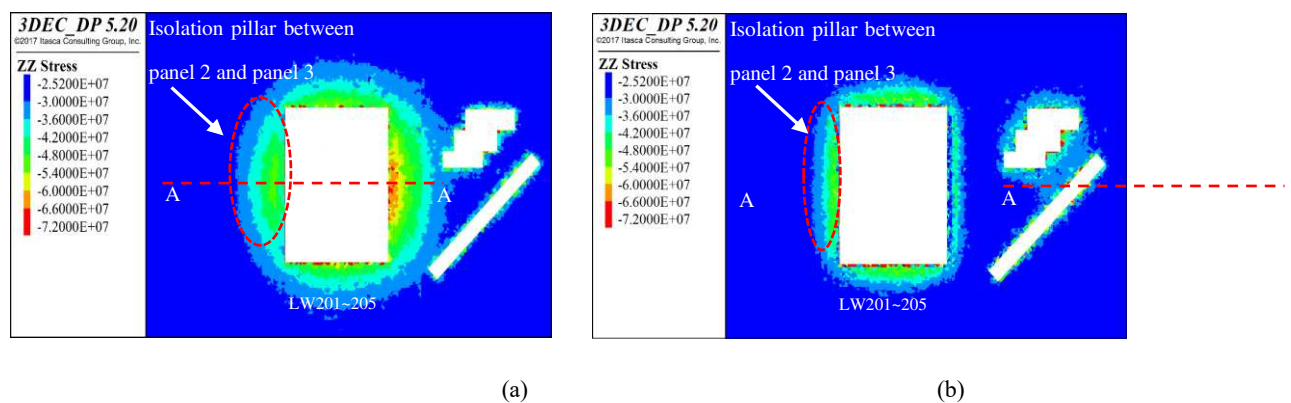 3DEC_DP 5.20
©2017 Itasca Consulting Group, Inc.
ZZ Stress
-2.5200E+07
-3.0000E+07
-3.6000E+07
-4.2000E+07
-4.8000E+07
-5.4000E+07
-6.0000E+07
-6.6000E+07
-7.2000E+07
Isolation pillar between
panel 2 and panel 3
A
A
LW201~205
(a)
3DEC_DP 5.20
©2017 Itasca Consulting Group, Inc.
ZZ Stress
-2.5200E+07
-3.0000E+07
-3.6000E+07
-4.2000E+07
-4.8000E+07
-5.4000E+07
-6.0000E+07
-6.6000E+07
-7.2000E+07
Isolation pillar between
panel 2 and panel 3
A
A
LW201~205
(b)